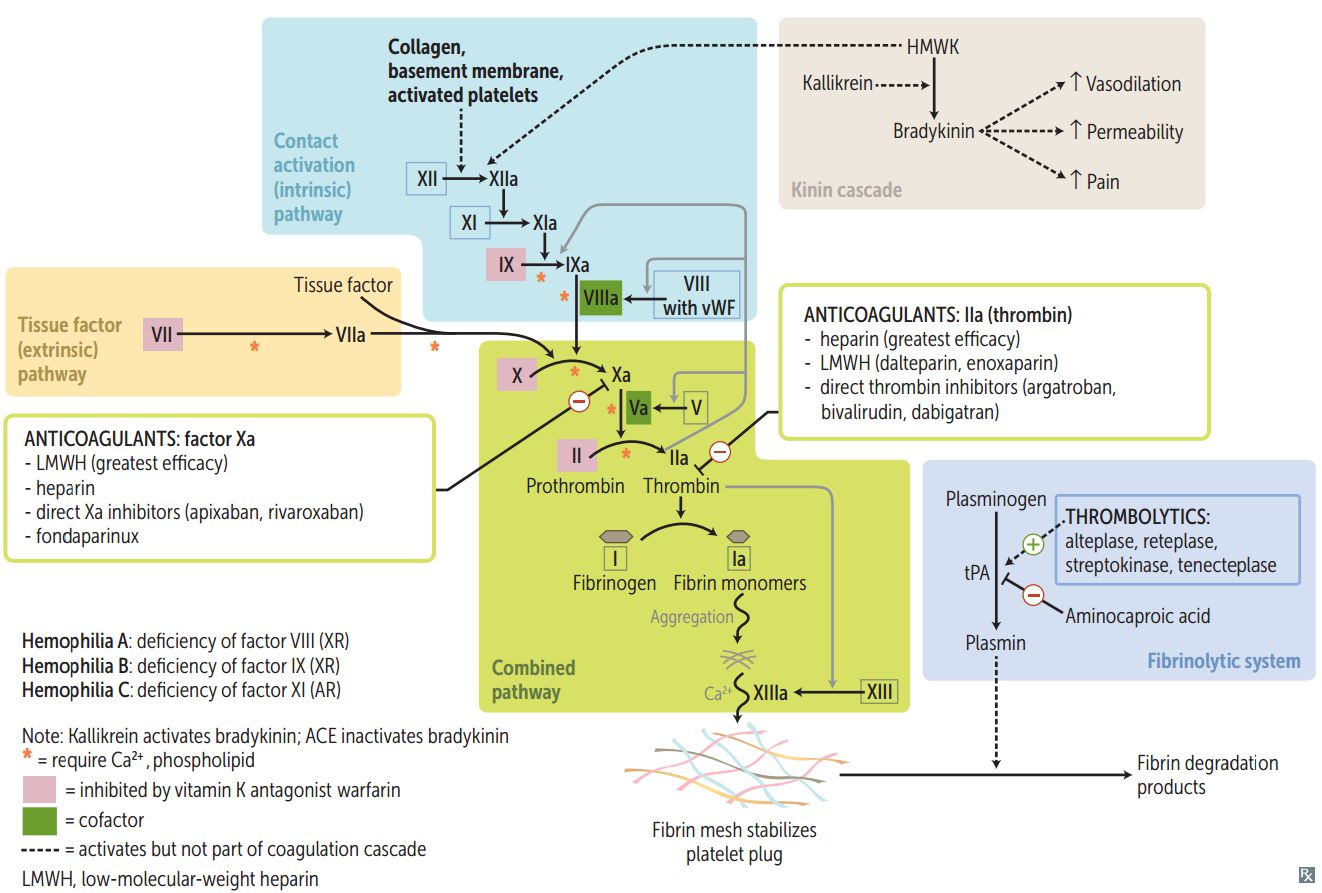 Collagen,
basement membrane,
activated platelets
HMWK
Kallikrein
Bradykinin
↑ Vasodilation
↑ Permeability
↑ Pain
Kinin cascade
Contact
activation
(intrinsic)
pathway
XII
XIIa
XI
XIa
IX
IXa
*
*
VIIIa
VIII
with vWF
Tissue factor
Tissue factor
(extrinsic)
pathway
VII
VIIa
*
*
X
*
Xa
*
Va
V
II
*
IIa
Prothrombin
Thrombin
ANTICOAGULANTS: IIa (thrombin)
- heparin (greatest efficacy)
- LMWH (dalteparin, enoxaparin)
- direct thrombin inhibitors (argatroban,
bivalirudin, dabigatran)
ANTICOAGULANTS: factor Xa
- LMWH (greatest efficacy)
- heparin
- direct Xa inhibitors (apixaban, rivaroxaban)
- fondaparinux
−
−
I
Ia
Fibrinogen
Fibrin monomers
Aggregation
Ca²⁺
XIIIa
XIII
Combined
pathway
Plasminogen
THROMBOLYTICS:
alteplase, reteplase,
streptokinase, tenecteplase
+
tPA
−
Aminocaproic acid
Plasmin
Fibrinolytic system
Hemophilia A: deficiency of factor VIII (XR)
Hemophilia B: deficiency of factor IX (XR)
Hemophilia C: deficiency of factor XI (AR)
Note: Kallikrein activates bradykinin; ACE inactivates bradykinin
* = require Ca²⁺, phospholipid
= inhibited by vitamin K antagonist warfarin
= cofactor
= activates but not part of coagulation cascade
LMWH, low-molecular-weight heparin
Fibrin mesh stabilizes
platelet plug
Fibrin degradation
products
Rx